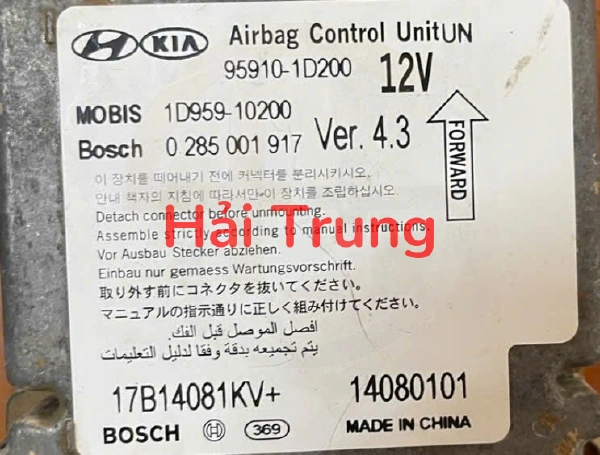 KIA Airbag Control UnitUN
95910-1D200 12V
MOBIS 1D959-10200
Bosch 0 285 001 917 Ver. 4.3
FORWARD
이 장치를 떼어내기 전에 커넥터를 분리시키시오.
안내 책자의 지침에 따라서만 이 장치를 조립하십시오.
Detach connector before unmounting.
Assemble strictly according to manual instructions.
Hải Trung
Vor Ausbau Stecker abziehen.
Einbau nur gemaess Wartungsvorschrift.
取り外す前にコネクタを抜いてください。
マニュアルの指示通りに正しく組み付けてください。
افصل الموصل قبل الفك.
يتم تجميعه بدقة وفقا لدليل التعليمات
17B14081KV+ 14080101
BOSCH 369 MADE IN CHINA